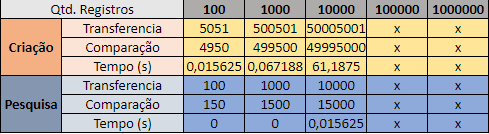 Qtd. Registros 100 1000 10000 100000 1000000
Criação Transferencia 5051 500501 50005001 x x
Comparação 4950 499500 49995000 x x
Tempo (s) 0,015625 0,067188 61,1875 x x
Pesquisa Transferencia 100 1000 10000 x x
Comparação 150 1500 15000 x x
Tempo (s) 0 0 0,015625 x x